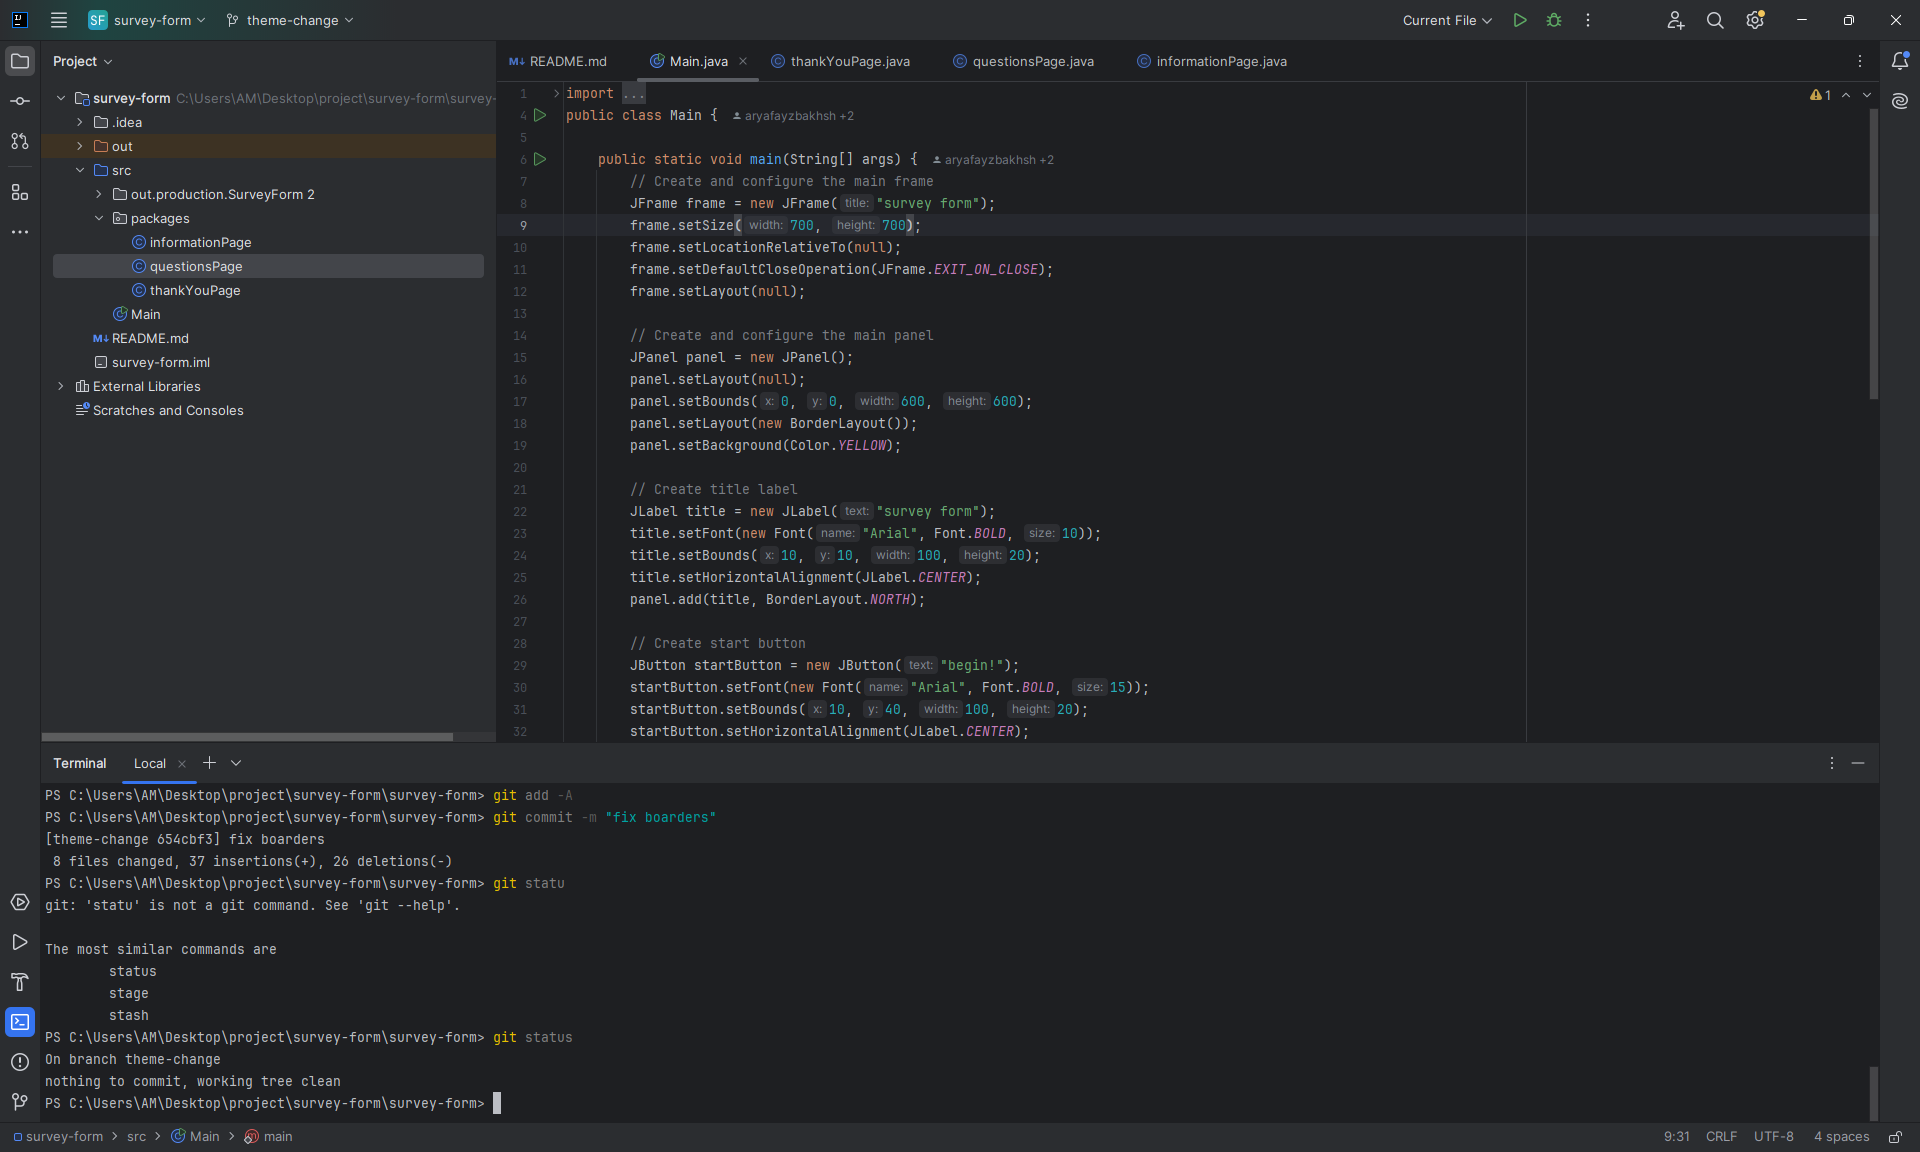 SF survey-form theme-change Current File
Project
survey-form C:\Users\AM\Desktop\project\survey-form\survey-
.idea
out
src
out.production.SurveyForm 2
packages
informationPage
questionsPage
thankYouPage
Main
README.md
survey-form.iml
External Libraries
Scratches and Consoles
README.md Main.java thankYouPage.java questionsPage.java informationPage.java
1 import ...
4 public class Main { aryafayzbakhsh +2
5
6 public static void main(String[] args) { aryafayzbakhsh +2
7 // Create and configure the main frame
8 JFrame frame = new JFrame( title: "survey form");
9 frame.setSize( width: 700, height: 700);
10 frame.setLocationRelativeTo(null);
11 frame.setDefaultCloseOperation(JFrame.EXIT_ON_CLOSE);
12 frame.setLayout(null);
13
14 // Create and configure the main panel
15 JPanel panel = new JPanel();
16 panel.setLayout(null);
17 panel.setBounds( x: 0, y: 0, width: 600, height: 600);
18 panel.setLayout(new BorderLayout());
19 panel.setBackground(Color.YELLOW);
20
21 // Create title label
22 JLabel title = new JLabel( text: "survey form");
23 title.setFont(new Font( name: "Arial", Font.BOLD, size: 10));
24 title.setBounds( x: 10, y: 10, width: 100, height: 20);
25 title.setHorizontalAlignment(JLabel.CENTER);
26 panel.add(title, BorderLayout.NORTH);
27
28 // Create start button
29 JButton startButton = new JButton( text: "begin!");
30 startButton.setFont(new Font( name: "Arial", Font.BOLD, size: 15));
31 startButton.setBounds( x: 10, y: 40, width: 100, height: 20);
32 startButton.setHorizontalAlignment(JLabel.CENTER);
1
Terminal Local
PS C:\Users\AM\Desktop\project\survey-form\survey-form> git add -A
PS C:\Users\AM\Desktop\project\survey-form\survey-form> git commit -m "fix boarders"
[theme-change 654cbf3] fix boarders
8 files changed, 37 insertions(+), 26 deletions(-)
PS C:\Users\AM\Desktop\project\survey-form\survey-form> git statu
git: 'statu' is not a git command. See 'git --help'.
The most similar commands are
status
stage
stash
PS C:\Users\AM\Desktop\project\survey-form\survey-form> git status
On branch theme-change
nothing to commit, working tree clean
PS C:\Users\AM\Desktop\project\survey-form\survey-form>
survey-form > src > Main > main 9:31 CRLF UTF-8 4 spaces